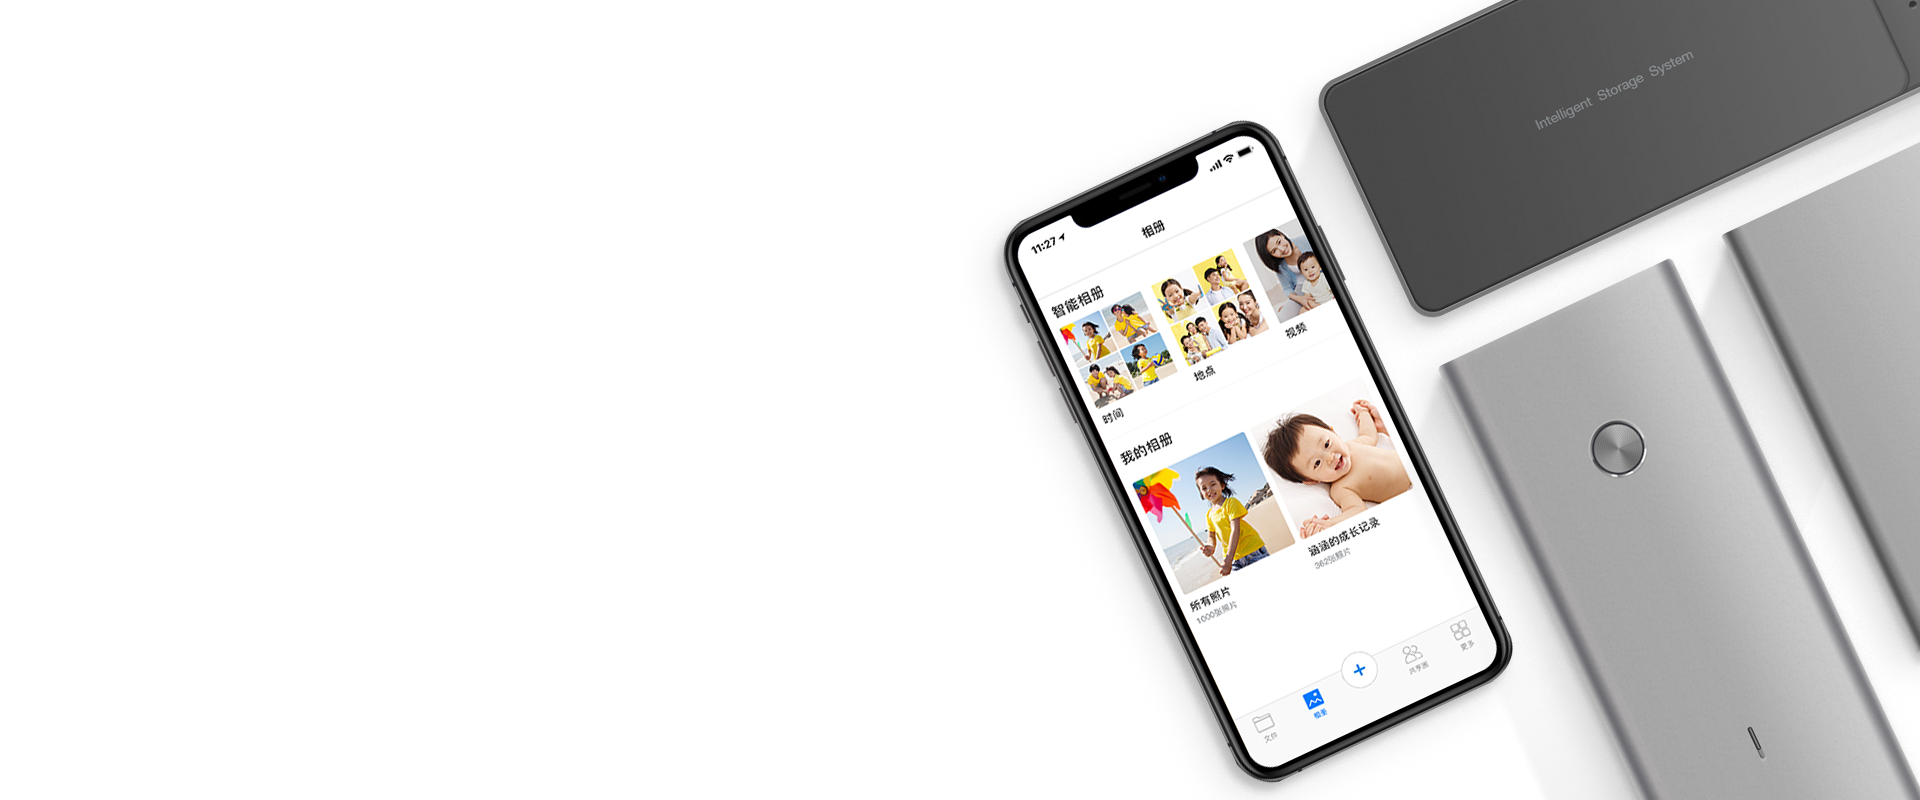 Intelligent Storage System
11:27
相册
智能相册
时间
地点
视频
我的相册
所有照片
1000张照片
涵涵的成长记录
362张照片
文件
相册
共享圈
更多